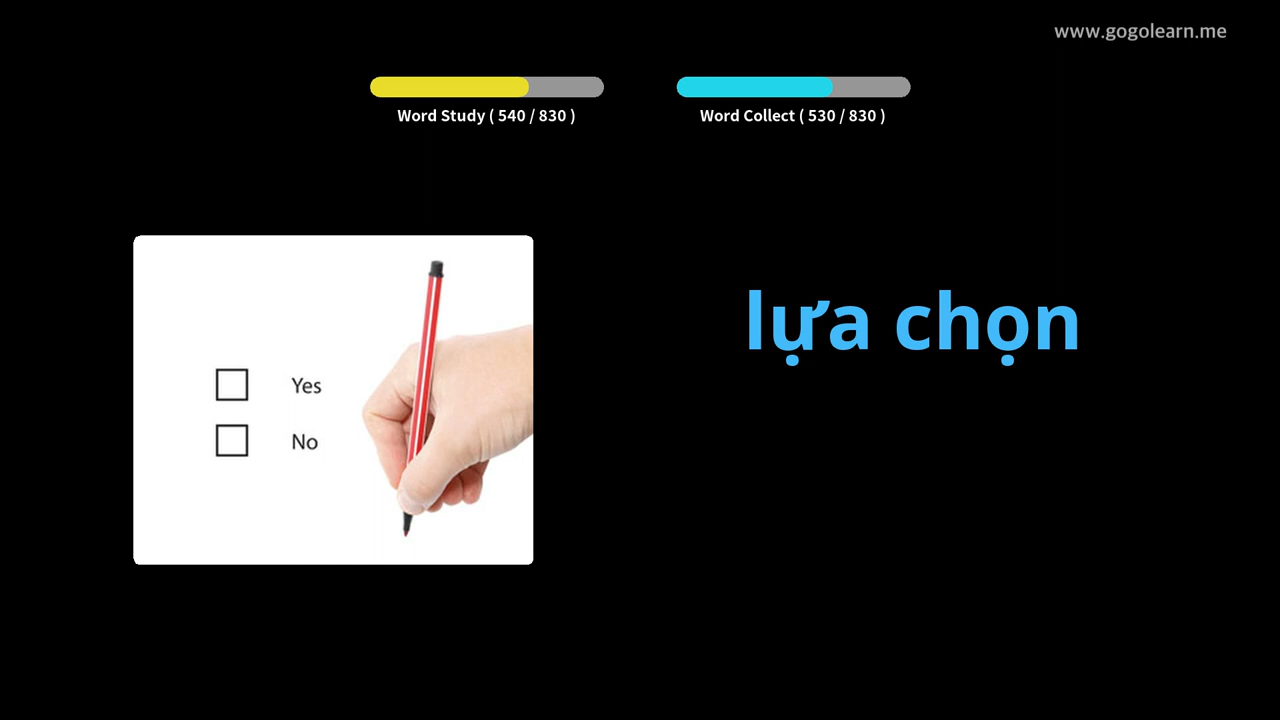 www.gogolearn.me
Word Study ( 540 / 830 )
Word Collect ( 530 / 830 )
lựa chọn
Yes
No